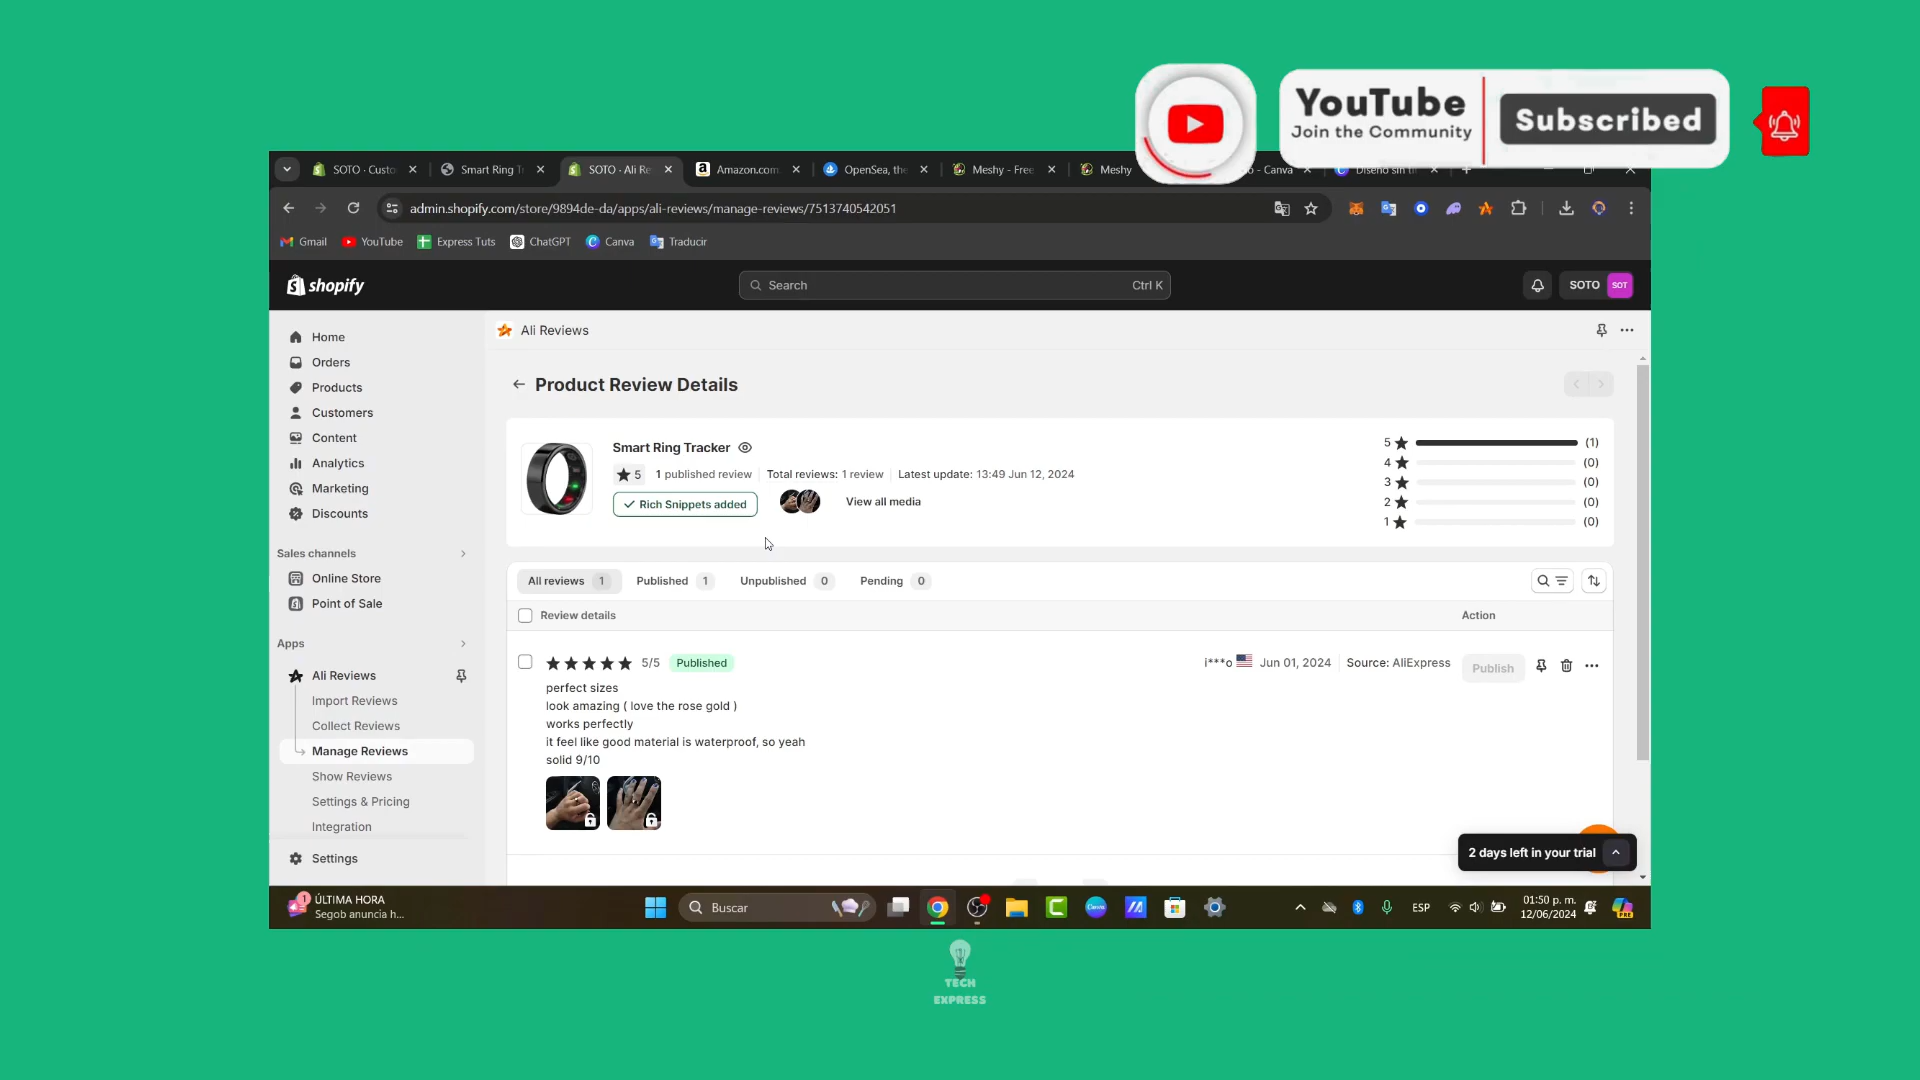 YouTube
Join the Community
Subscribed
SOTO - Custo
Smart Ring Tr
SOTO - Ali Re
Amazon.com
OpenSea, the
Meshy - Free
Meshy
- Canva
Diseño sin tí
admin.shopify.com/store/9894de-da/apps/ali-reviews/manage-reviews/7513740542051
Gmail
YouTube
Express Tuts
ChatGPT
Canva
Traducir
shopify
Search
Ctrl K
SOTO
SOT
Home
Orders
Products
Customers
Content
Analytics
Marketing
Discounts
Sales channels
Online Store
Point of Sale
Apps
Ali Reviews
Import Reviews
Collect Reviews
Manage Reviews
Show Reviews
Settings & Pricing
Integration
Settings
Ali Reviews
Product Review Details
Smart Ring Tracker
5
1 published review
Total reviews: 1 review
Latest update: 13:49 Jun 12, 2024
Rich Snippets added
View all media
5 (1)
4 (0)
3 (0)
2 (0)
1 (0)
All reviews 1
Published 1
Unpublished 0
Pending 0
Review details
Action
5/5
Published
i***o
Jun 01, 2024
Source: AliExpress
Publish
perfect sizes
look amazing ( love the rose gold )
works perfectly
it feel like good material is waterproof, so yeah
solid 9/10
2 days left in your trial
1
ÚLTIMA HORA
Segob anuncia h...
Buscar
ESP
01:50 p. m.
12/06/2024
TECH
EXPRESS